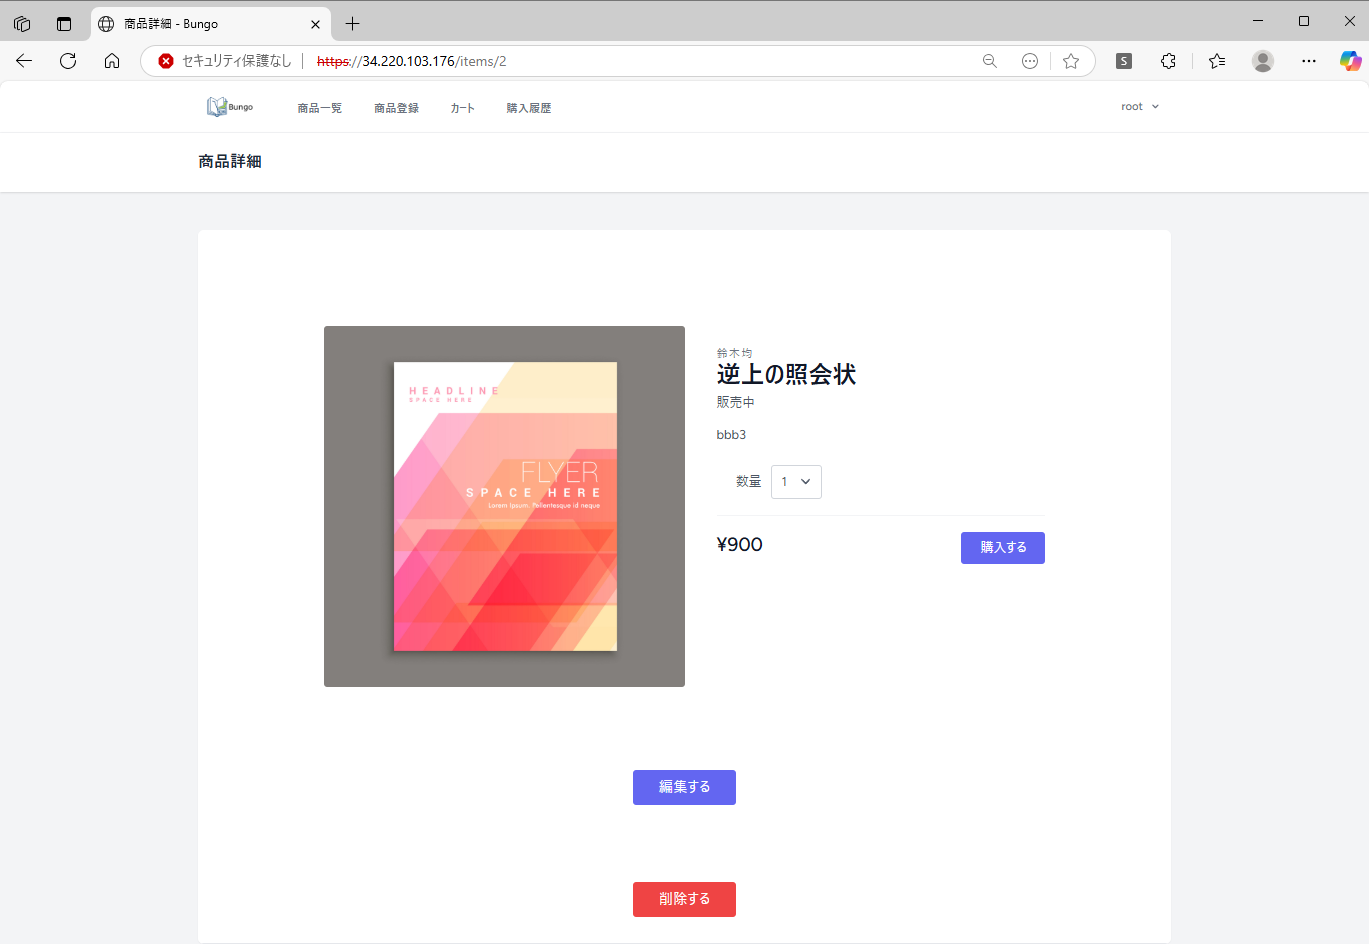 商品詳細 - Bungo
セキュリティ保護なし
https://34.220.103.176/items/2
S
Bungo
商品一覧
商品登録
カート
購入履歴
root
商品詳細
HEADLINE
SPACE HERE
FLYER
SPACE HERE
Lorem Ipsum. Pellentesque id neque
鈴木均
逆上の照会状
販売中
bbb3
数量 1
¥900
購入する
編集する
削除する